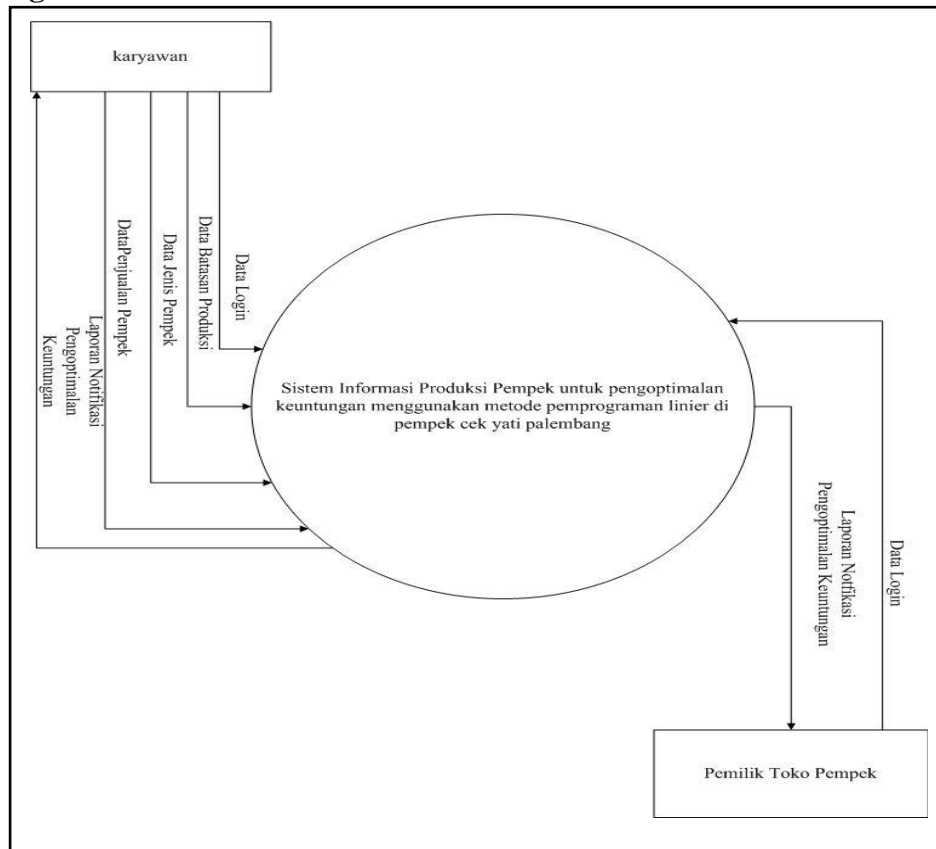 karyawan
Data Login
Data Batasan Produksi
Data Jenis Pempek
DataPenjualan Pempek
Laporan Notifikasi
Pengoptimalan
Keuntungan
Sistem Informasi Produksi Pempek untuk pengoptimalan
keuntungan menggunakan metode pemprograman linier di
pempek cek yati palembang
Laporan Notfikasi
Pengoptimalan Keuntungan
Data Login
Pemilik Toko Pempek